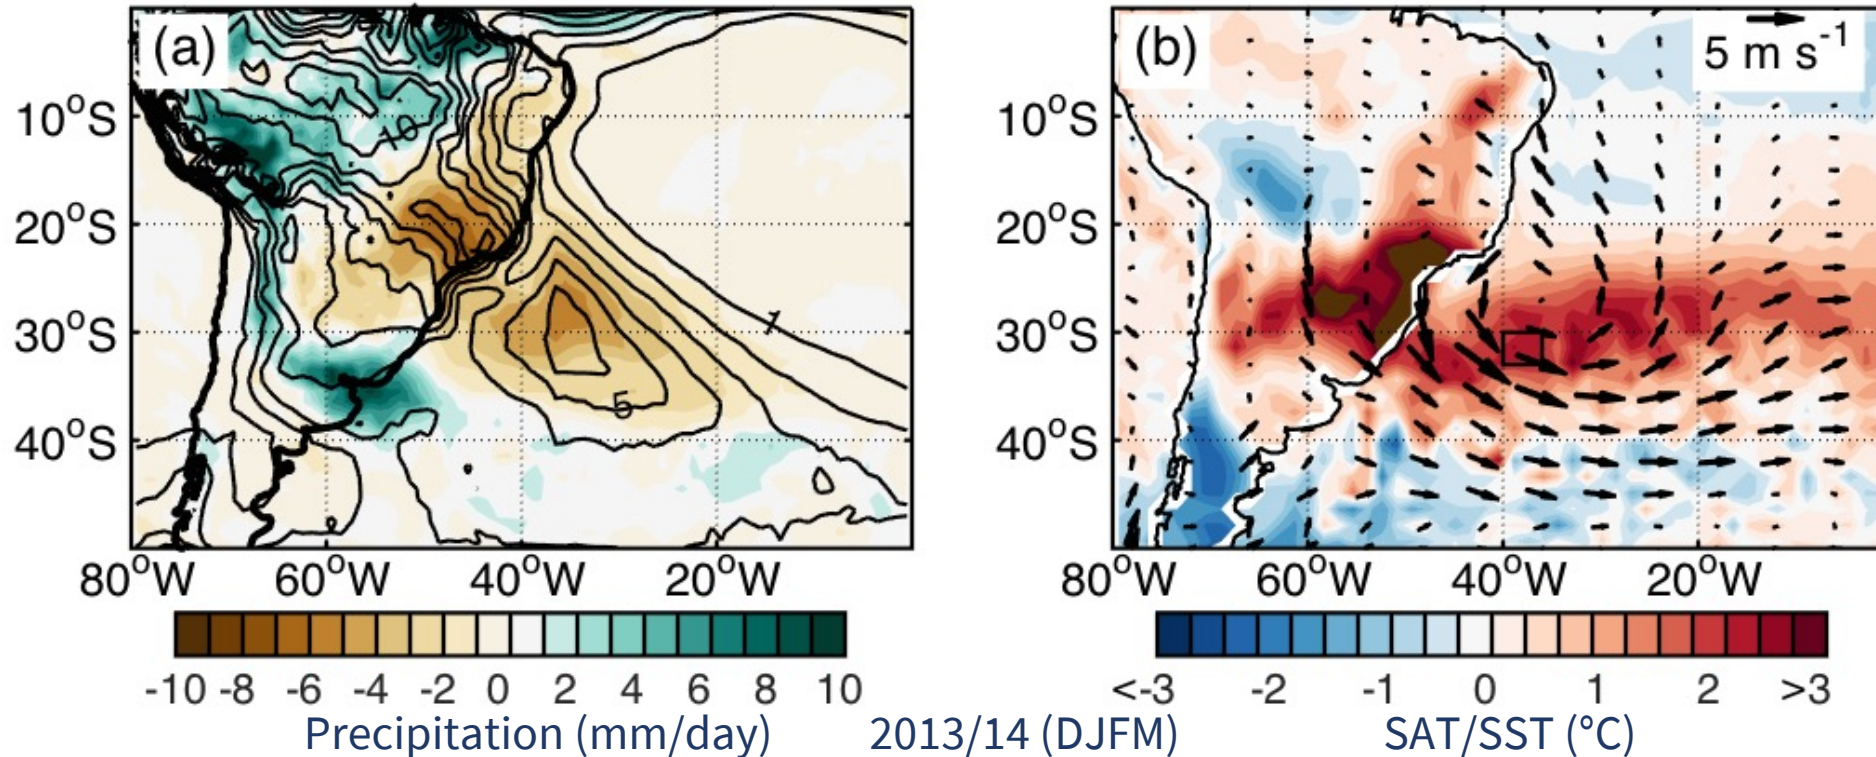 (a)
10
1
5
10°S
20°S
30°S
40°S
80°W 60°W 40°W 20°W
-10 -8 -6 -4 -2 0 2 4 6 8 10
Precipitation (mm/day)
2013/14 (DJFM)
(b)
5 m s⁻¹
10°S
20°S
30°S
40°S
80°W 60°W 40°W 20°W
<-3 -2 -1 0 1 2 >3
SAT/SST (°C)